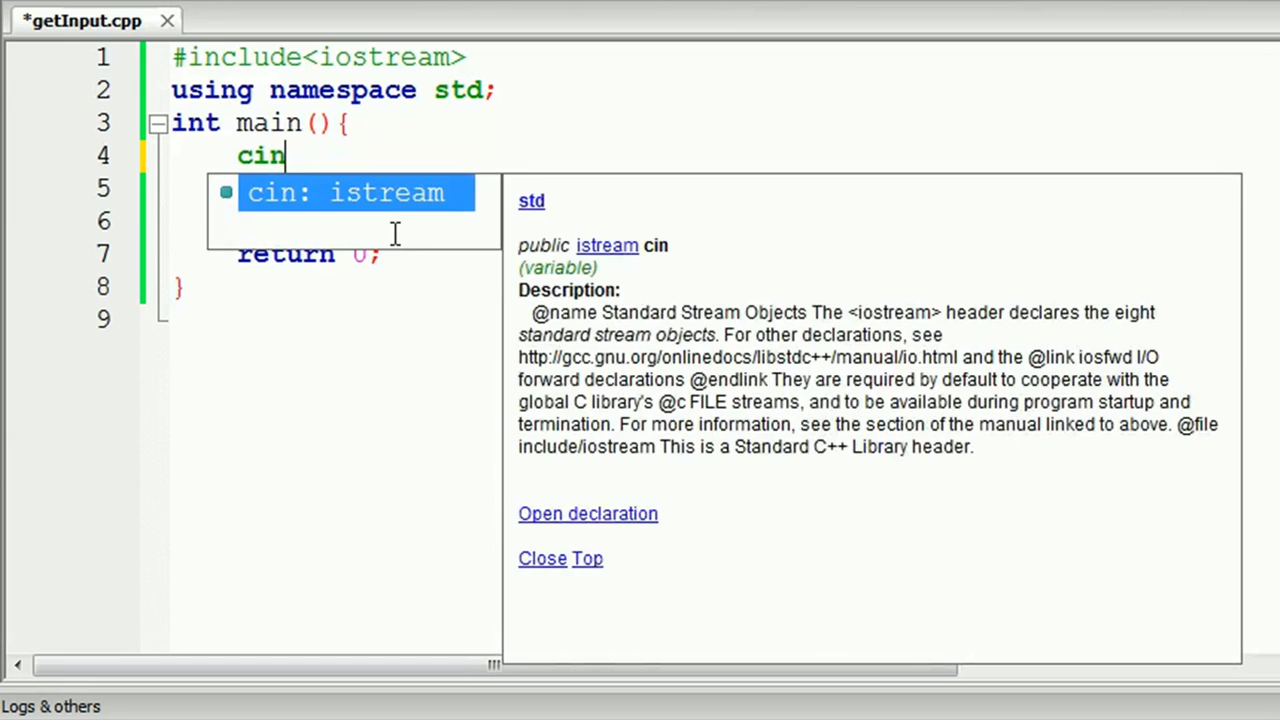 *getInput.cpp
1 #include<iostream>
2 using namespace std;
3 int main(){
4 cin
5 cin: istream
6
7 return 0;
8 }
9
std
public istream cin
(variable)
Description:
@name Standard Stream Objects The <iostream> header declares the eight
standard stream objects. For other declarations, see
http://gcc.gnu.org/onlinedocs/libstdc++/manual/io.html and the @link iosfwd I/O
forward declarations @endlink They are required by default to cooperate with the
global C library's @c FILE streams, and to be available during program startup and
termination. For more information, see the section of the manual linked to above. @file
include/iostream This is a Standard C++ Library header.
Open declaration
Close Top
Logs & others